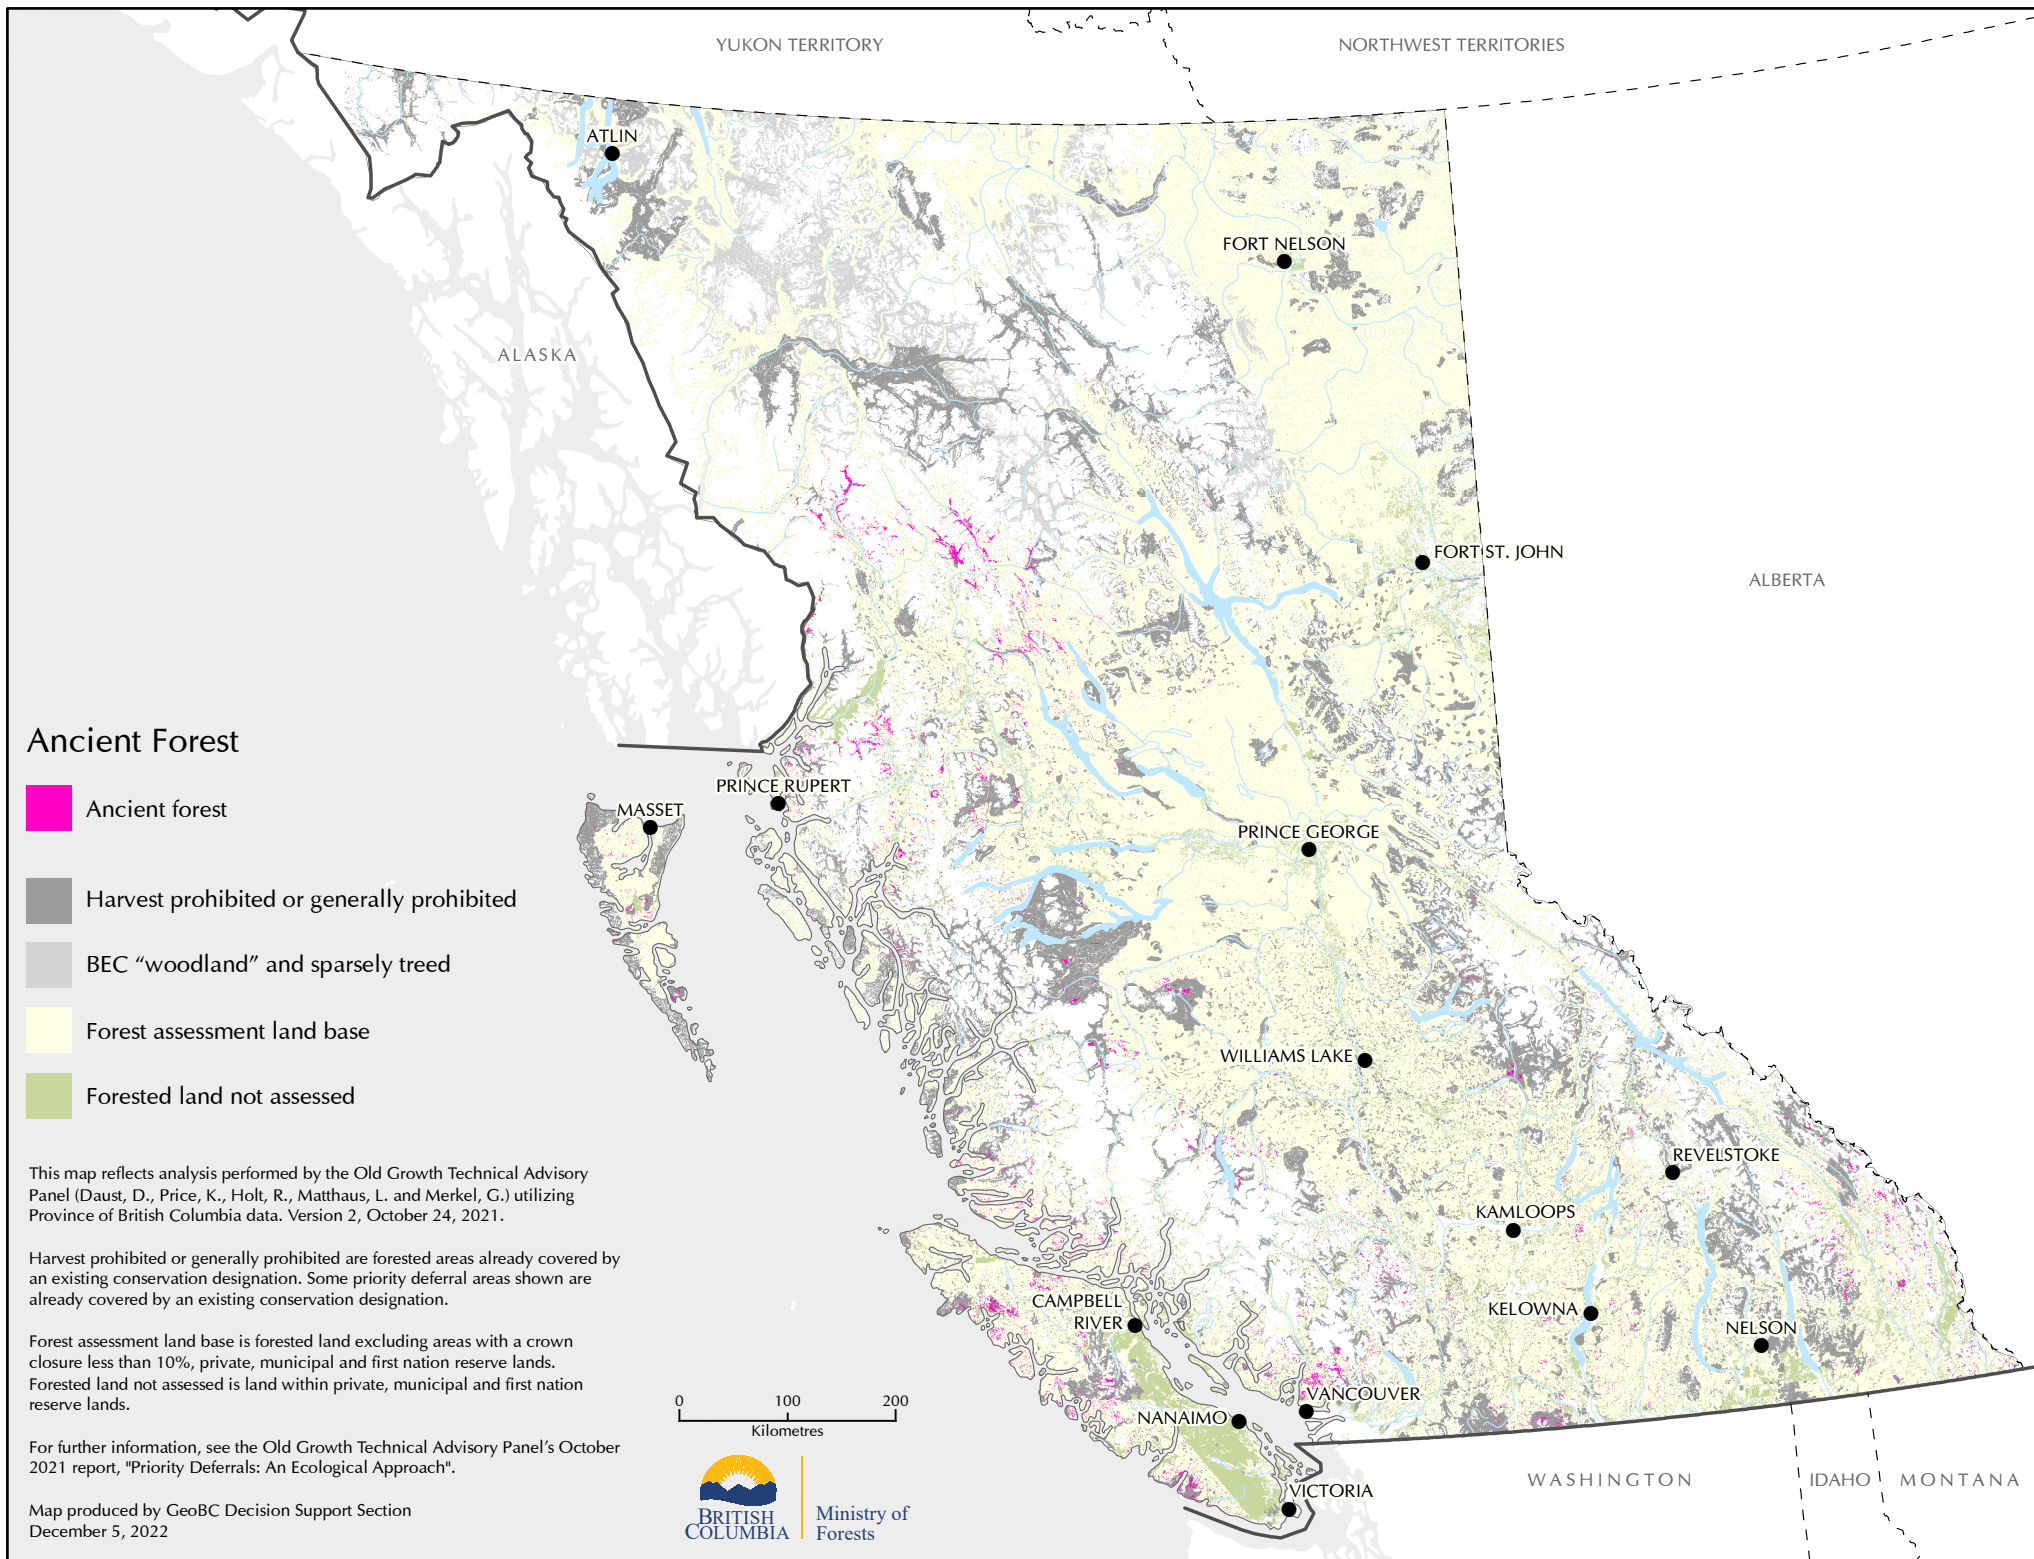 YUKON TERRITORY
NORTHWEST TERRITORIES
ATLIN
FORT NELSON
ALASKA
FORT ST. JOHN
ALBERTA
Ancient Forest
Ancient forest
Harvest prohibited or generally prohibited
BEC “woodland” and sparsely treed
Forest assessment land base
Forested land not assessed
PRINCE RUPERT
MASSET
PRINCE GEORGE
WILLIAMS LAKE
REVELSTOKE
KAMLOOPS
CAMPBELL
RIVER
KELOWNA
NELSON
VANCOUVER
NANAIMO
VICTORIA
WASHINGTON
IDAHO
MONTANA
This map reflects analysis performed by the Old Growth Technical Advisory
Panel (Daust, D., Price, K., Holt, R., Matthaus, L. and Merkel, G.) utilizing
Province of British Columbia data. Version 2, October 24, 2021.
Harvest prohibited or generally prohibited are forested areas already covered by
an existing conservation designation. Some priority deferral areas shown are
already covered by an existing conservation designation.
Forest assessment land base is forested land excluding areas with a crown
closure less than 10%, private, municipal and first nation reserve lands.
Forested land not assessed is land within private, municipal and first nation
reserve lands.
For further information, see the Old Growth Technical Advisory Panel's October
2021 report, "Priority Deferrals: An Ecological Approach".
Map produced by GeoBC Decision Support Section
December 5, 2022
0 100 200
Kilometres
BRITISH
COLUMBIA
Ministry of
Forests